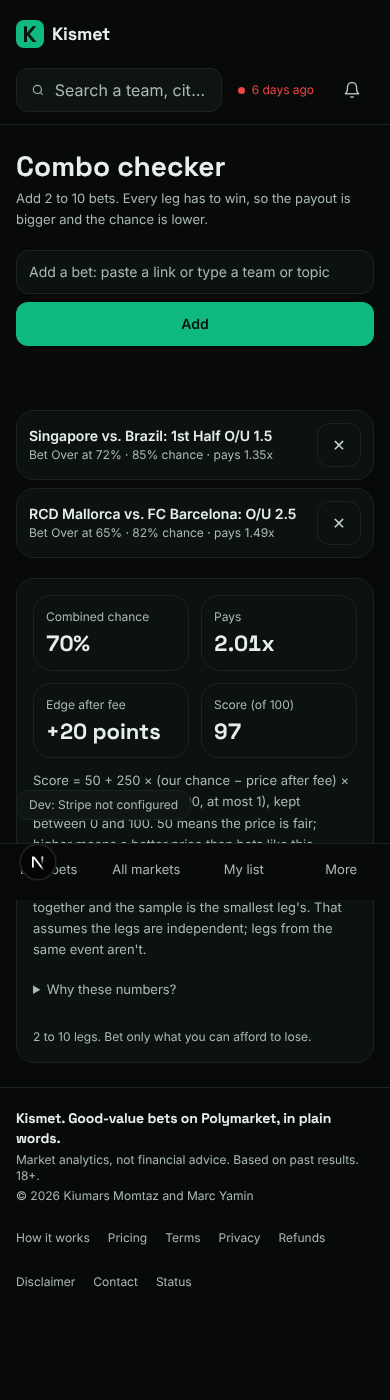 Kismet
Search a team, cit...
6 days ago
Combo checker
Add 2 to 10 bets. Every leg has to win, so the payout is
bigger and the chance is lower.
Add a bet: paste a link or type a team or topic
Add
Singapore vs. Brazil: 1st Half O/U 1.5
Bet Over at 72% · 85% chance · pays 1.35x
✕
RCD Mallorca vs. FC Barcelona: O/U 2.5
Bet Over at 65% · 82% chance · pays 1.49x
✕
Combined chance
70%
Pays
2.01x
Edge after fee
+20 points
Score (of 100)
97
Score = 50 + 250 × (our chance − price after fee) ×
Dev: Stripe not configured
0, at most 1), kept
between 0 and 100. 50 means the price is fair;
bets
All markets
My list
More
together and the sample is the smallest leg's. That
assumes the legs are independent; legs from the
same event aren't.
Why these numbers?
2 to 10 legs. Bet only what you can afford to lose.
Kismet. Good-value bets on Polymarket, in plain
words.
Market analytics, not financial advice. Based on past results.
18+.
© 2026 Kiumars Momtaz and Marc Yamin
How it works
Pricing
Terms
Privacy
Refunds
Disclaimer
Contact
Status